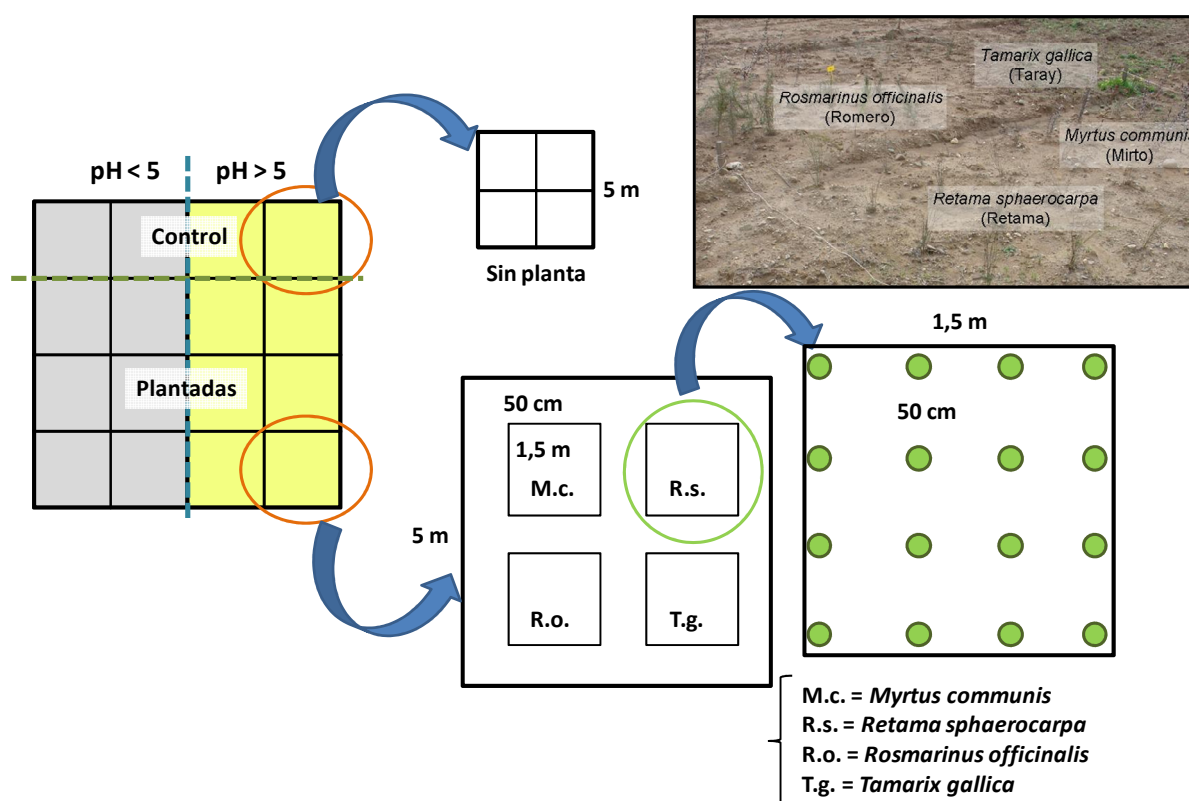 pH < 5
pH > 5
Control
Plantadas
5 m
Sin planta
Tamarix gallica
(Taray)
Rosmarinus officinalis
(Romero)
Myrtus communis
(Mirto)
Retama sphaerocarpa
(Retama)
50 cm
1,5 m
M.c.
R.s.
5 m
R.o.
T.g.
1,5 m
50 cm
M.c. = Myrtus communis
R.s. = Retama sphaerocarpa
R.o. = Rosmarinus officinalis
T.g. = Tamarix gallica